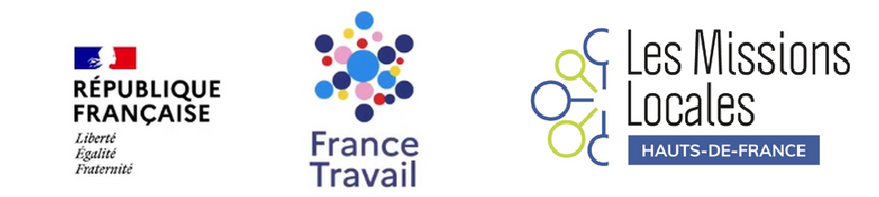 RÉPUBLIQUE
FRANÇAISE
Liberté
Égalité
Fraternité
France
Travail
Les Missions
Locales
HAUTS-DE-FRANCE